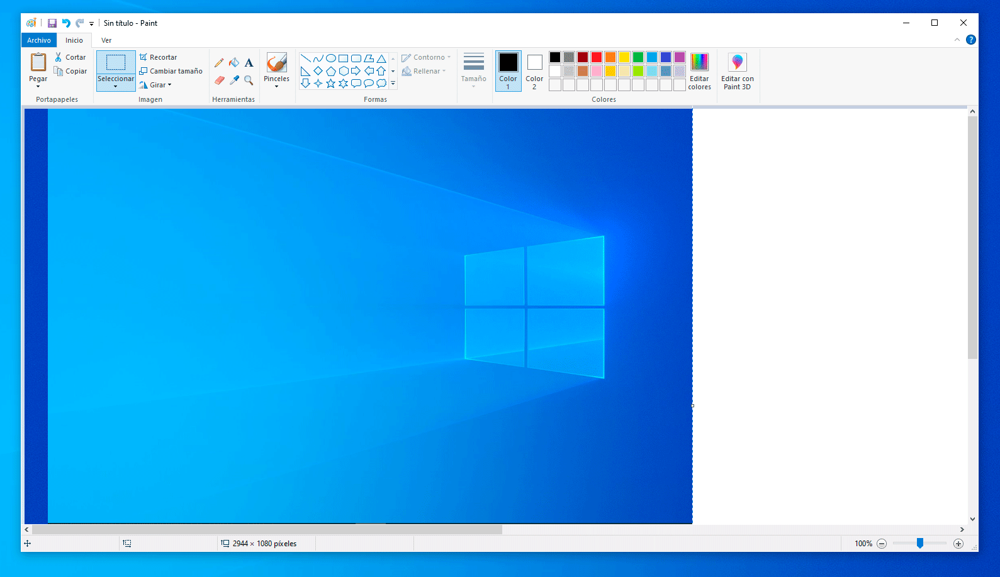 Sin título - Paint
Archivo Inicio Ver
?
Pegar
Cortar
Copiar
Portapapeles
Seleccionar
Recortar
Cambiar tamaño
Girar
Imagen
A
Herramientas
Pinceles
Contorno
Rellenar
Formas
Tamaño
Color
1
Color
2
Editar
colores
Colores
Editar con
Paint 3D
2944 × 1080 píxeles
100%